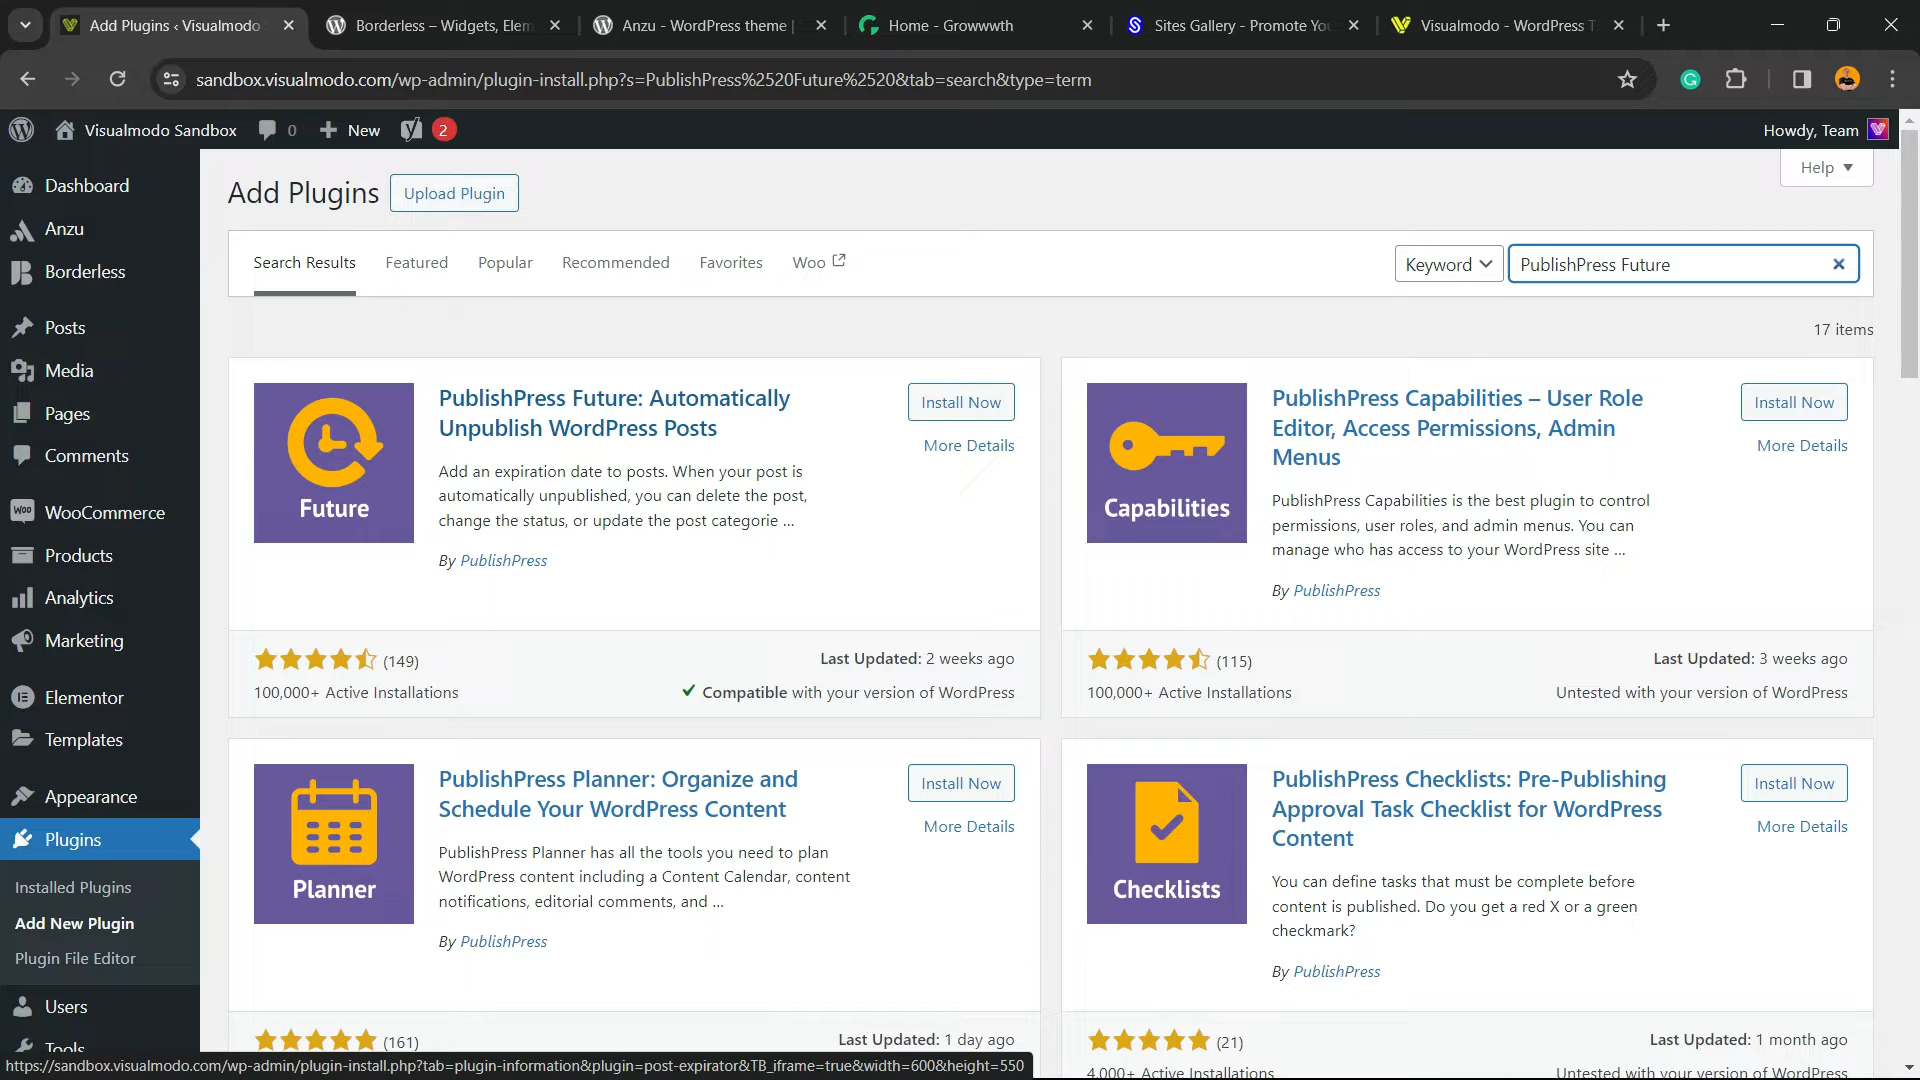 Add Plugins ‹ Visualmodo
Borderless – Widgets, Elem
Anzu - WordPress theme |
Home - Growwwth
Sites Gallery - Promote Yo
Visualmodo - WordPress T
sandbox.visualmodo.com/wp-admin/plugin-install.php?s=PublishPress%2520Future%2520&tab=search&type=term
Visualmodo Sandbox
0
New
2
Howdy, Team
Dashboard
Anzu
Borderless
Posts
Media
Pages
Comments
WooCommerce
Products
Analytics
Marketing
Elementor
Templates
Appearance
Plugins
Installed Plugins
Add New Plugin
Plugin File Editor
Users
Tools
Help
Add Plugins
Upload Plugin
Search Results
Featured
Popular
Recommended
Favorites
Woo
Keyword
PublishPress Future
17 items
Future
PublishPress Future: Automatically
Unpublish WordPress Posts
Install Now
More Details
Add an expiration date to posts. When your post is
automatically unpublished, you can delete the post,
change the status, or update the post categorie ...
By PublishPress
(149)
Last Updated: 2 weeks ago
100,000+ Active Installations
Compatible with your version of WordPress
Capabilities
PublishPress Capabilities – User Role
Editor, Access Permissions, Admin
Menus
Install Now
More Details
PublishPress Capabilities is the best plugin to control
permissions, user roles, and admin menus. You can
manage who has access to your WordPress site ...
By PublishPress
(115)
Last Updated: 3 weeks ago
100,000+ Active Installations
Untested with your version of WordPress
Planner
PublishPress Planner: Organize and
Schedule Your WordPress Content
Install Now
More Details
PublishPress Planner has all the tools you need to plan
WordPress content including a Content Calendar, content
notifications, editorial comments, and ...
By PublishPress
(161)
Last Updated: 1 day ago
Checklists
PublishPress Checklists: Pre-Publishing
Approval Task Checklist for WordPress
Content
Install Now
More Details
You can define tasks that must be complete before
content is published. Do you get a red X or a green
checkmark?
By PublishPress
(21)
Last Updated: 1 month ago
4,000+ Active Installations
Untested with your version of WordPress
https://sandbox.visualmodo.com/wp-admin/plugin-install.php?tab=plugin-information&plugin=post-expirator&TB_iframe=true&width=600&height=550